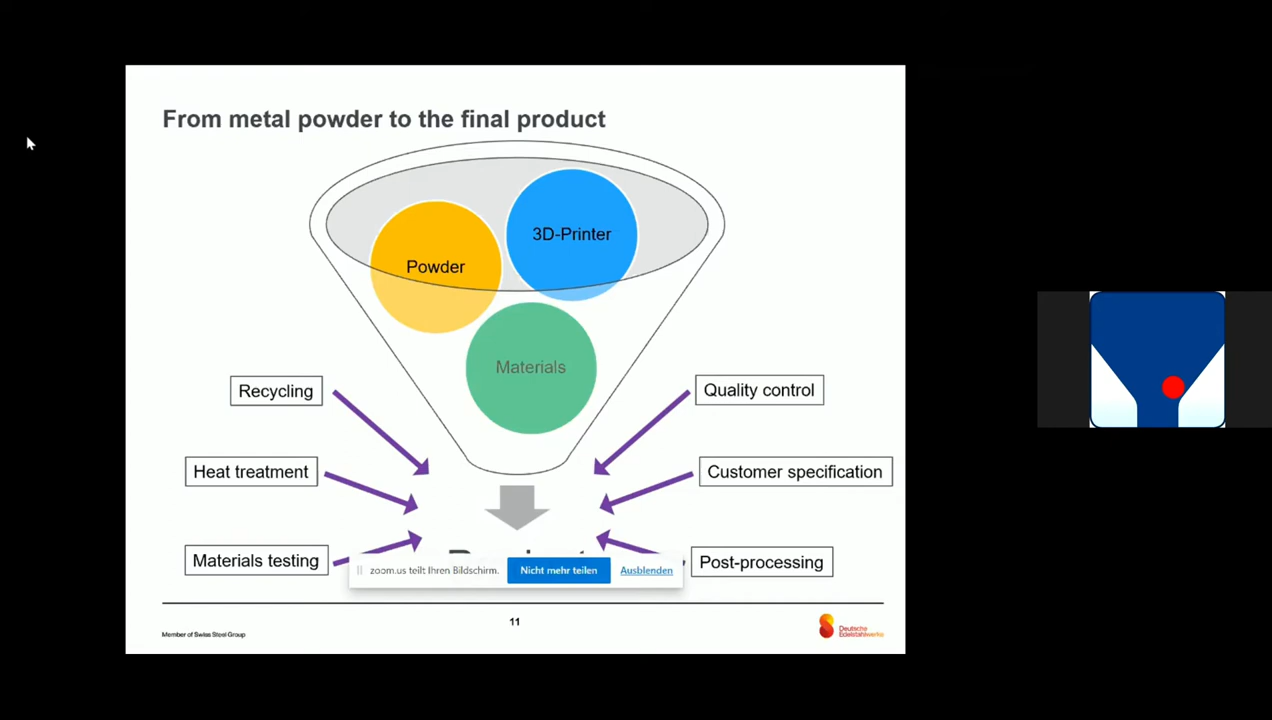 From metal powder to the final product
3D-Printer
Powder
Materials
Recycling
Quality control
Heat treatment
Customer specification
Materials testing
Post-processing
zoom.us teilt Ihren Bildschirm.
Nicht mehr teilen
Ausblenden
11
Member of Swiss Steel Group
Deutsche
Edelstahlwerke